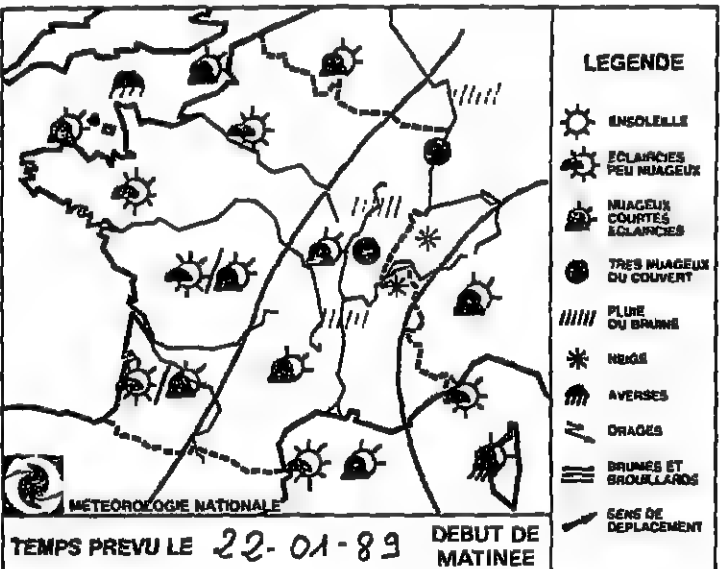 LEGENDE
ENSOLEILLE
ECLAIRCIES
PEU NUAGEUX
NUAGEUX
COURTES
ECLAIRCIES
TRES NUAGEUX
OU COUVERT
PLUIE
OU BRUINE
NEIGE
AVERSES
ORAGES
BRUMES ET
BROUILLARDS
SENS DE
DEPLACEMENT
METEOROLOGIE NATIONALE
TEMPS PREVU LE 22-01-89 DEBUT DE
MATINEE